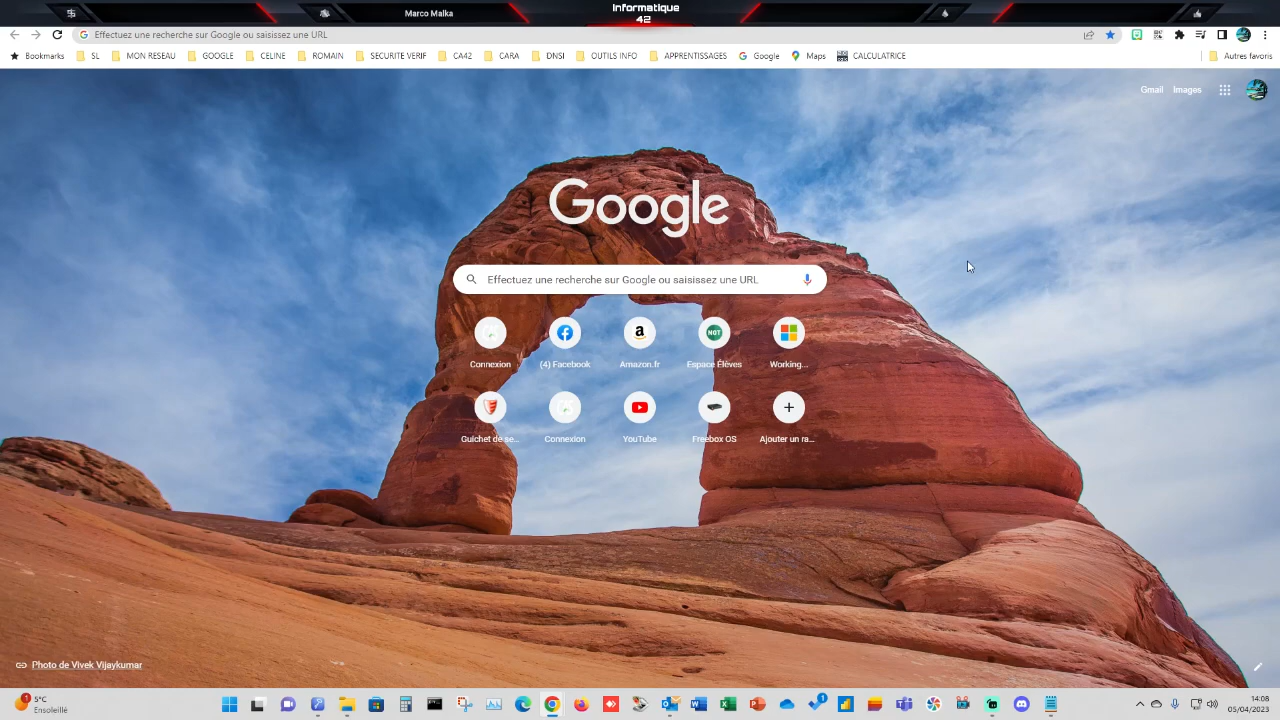 Marco Malka
Informatique
42
Effectuez une recherche sur Google ou saisissez une URL
Bookmarks SL MON RESEAU GOOGLE CELINE ROMAIN SECURITE VERIF CA42 CARA DNSI OUTILS INFO APPRENTISSAGES Google Maps CALCULATRICE Autres favoris
Gmail Images
Google
Effectuez une recherche sur Google ou saisissez une URL
NGT
Connexion (4) Facebook Amazon.fr Espace Élèves Working...
Guichet de se... Connexion YouTube Freebox OS Ajouter un ra...
Photo de Vivek Vijaykumar
1 5°C
Ensoleillé
1
14:08
05/04/2023